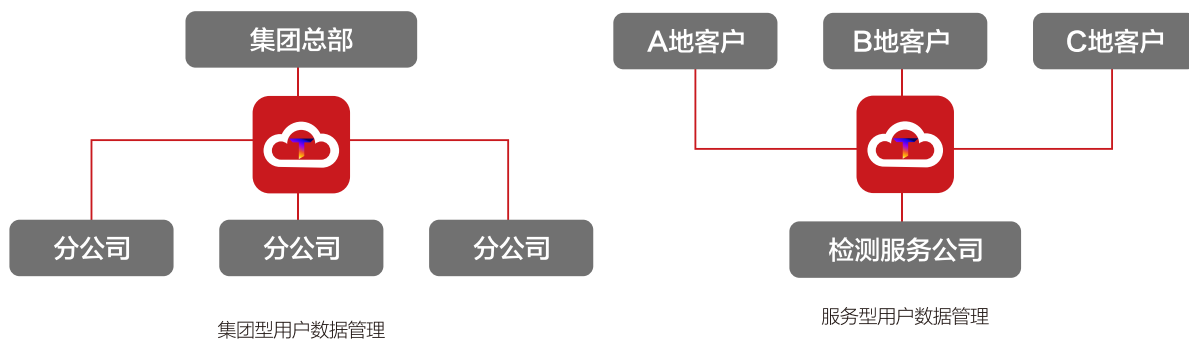 集团总部
T
分公司
分公司
分公司
集团型用户数据管理
A地客户
B地客户
C地客户
T
检测服务公司
服务型用户数据管理